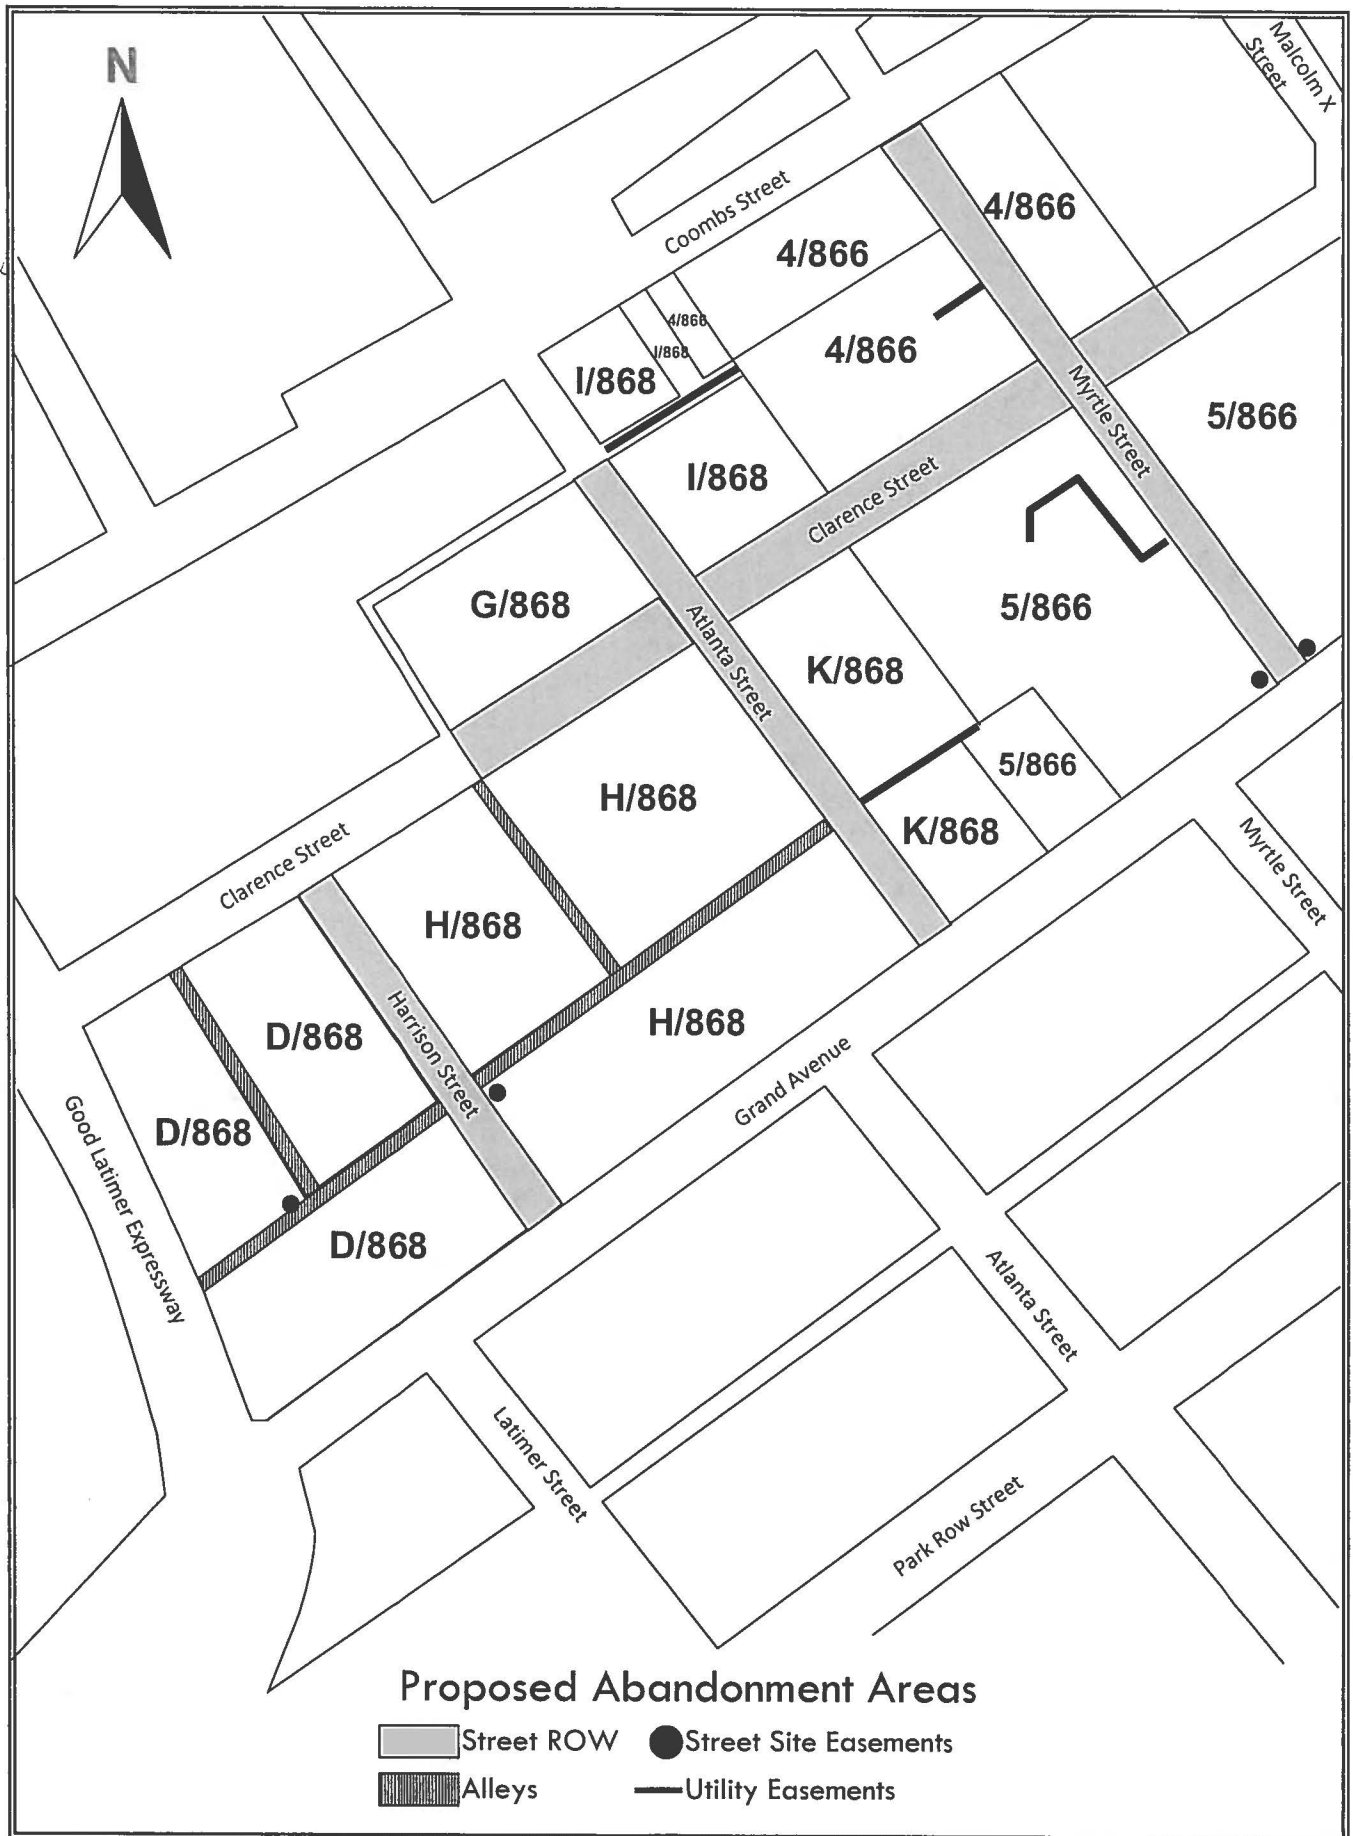 N
Malcolm X
Street
4/866
Coombs Street
4/866
4/866
I/868
4/866
I/868
Myrtle Street
5/866
I/868
Clarence Street
G/868
Atlanta Street
5/866
K/868
5/866
H/868
K/868
Myrtle Street
Clarence Street
H/868
Harrison Street
H/868
D/868
Grand Avenue
Good Latimer Expressway
D/868
D/868
Atlanta Street
Latimer Street
Park Row Street
Proposed Abandonment Areas
Street ROW
Street Site Easements
Alleys
Utility Easements